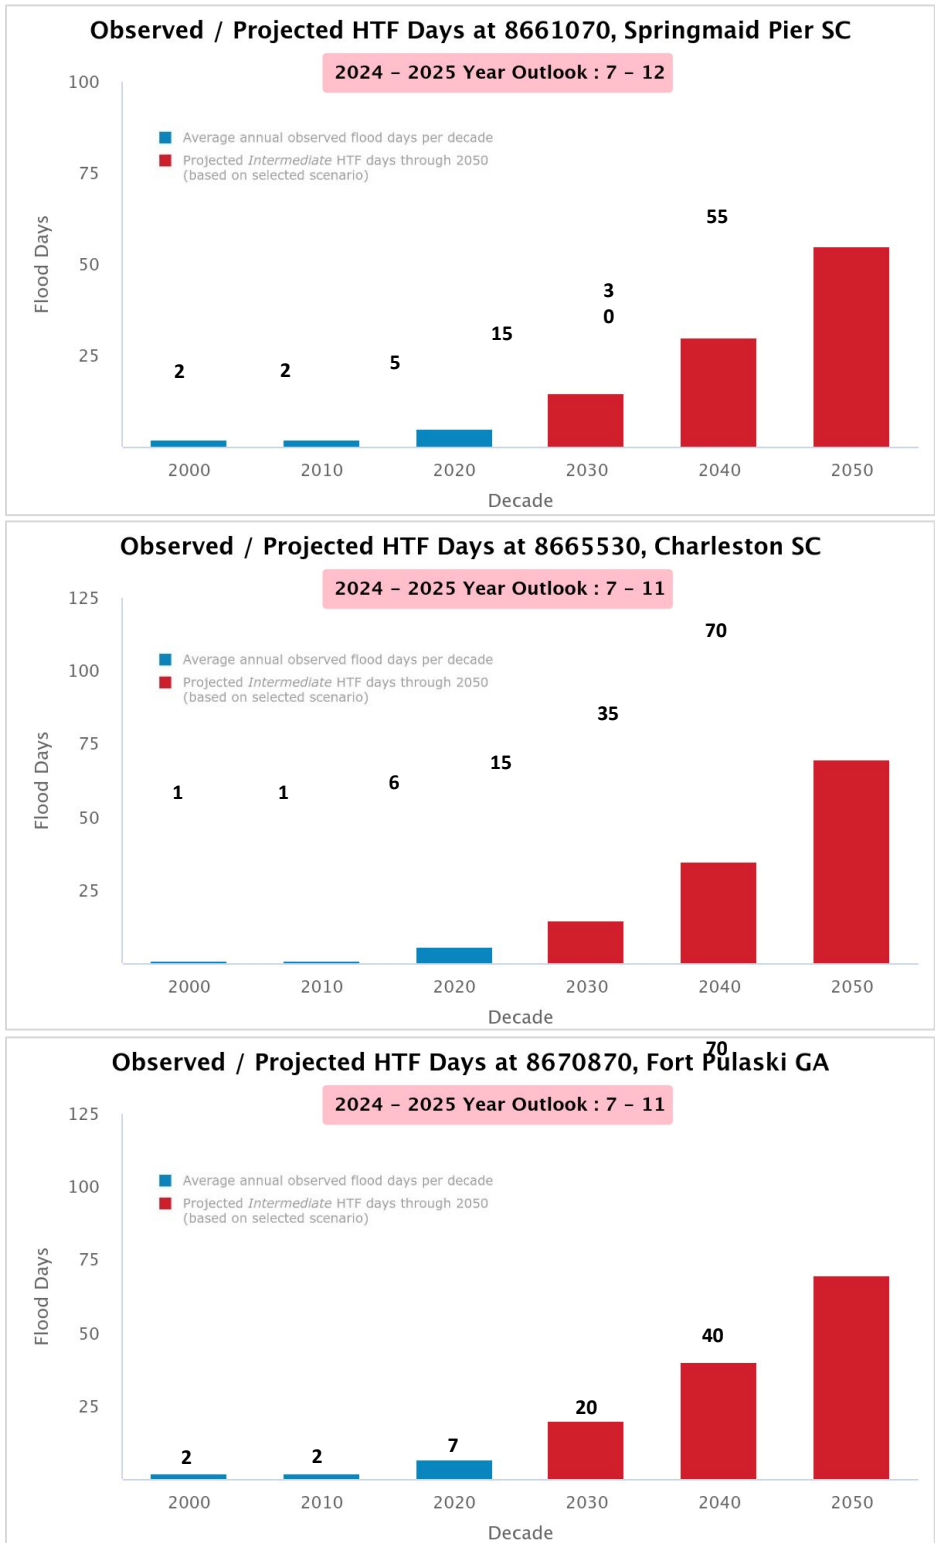 Observed / Projected HTF Days at 8661070, Springmaid Pier SC
2024 – 2025 Year Outlook : 7 – 12
100
Average annual observed flood days per decade
Projected Intermediate HTF days through 2050
(based on selected scenario)
75
55
Flood Days
50
3
0
15
25
5
2
2
2000 2010 2020 2030 2040 2050
Decade
Observed / Projected HTF Days at 8665530, Charleston SC
2024 – 2025 Year Outlook : 7 – 11
125
70
Average annual observed flood days per decade
100
Projected Intermediate HTF days through 2050
(based on selected scenario)
35
75
15
Flood Days
6
1
1
50
25
2000 2010 2020 2030 2040 2050
Decade
70
Observed / Projected HTF Days at 8670870, Fort Pulaski GA
2024 – 2025 Year Outlook : 7 – 11
125
Average annual observed flood days per decade
100
Projected Intermediate HTF days through 2050
(based on selected scenario)
75
Flood Days
50
40
25
20
7
2
2
2000 2010 2020 2030 2040 2050
Decade